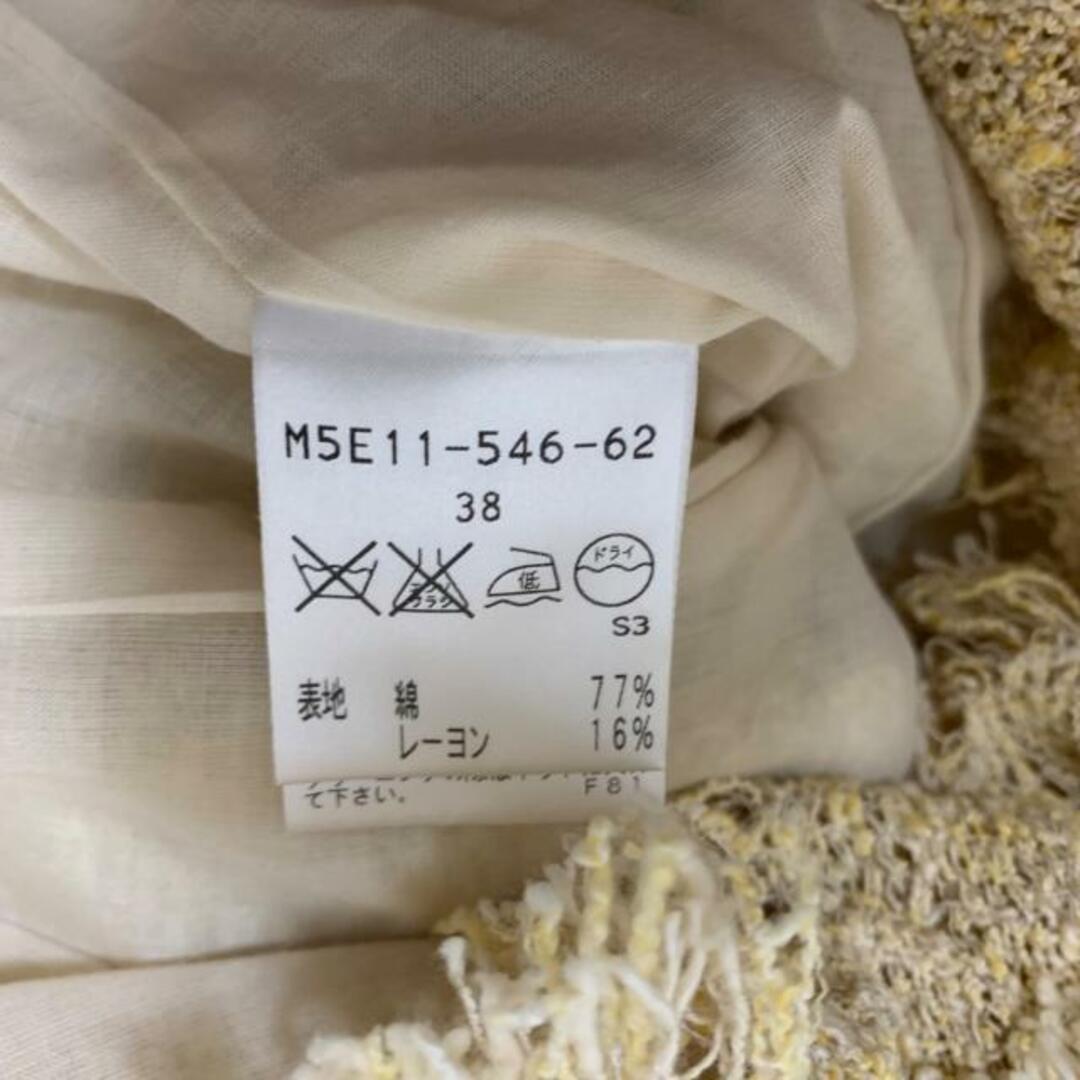 M5E11-546-62
38
低
ドライ
S3
表地 綿 77%
レーヨン 16%
て下さい。 F81